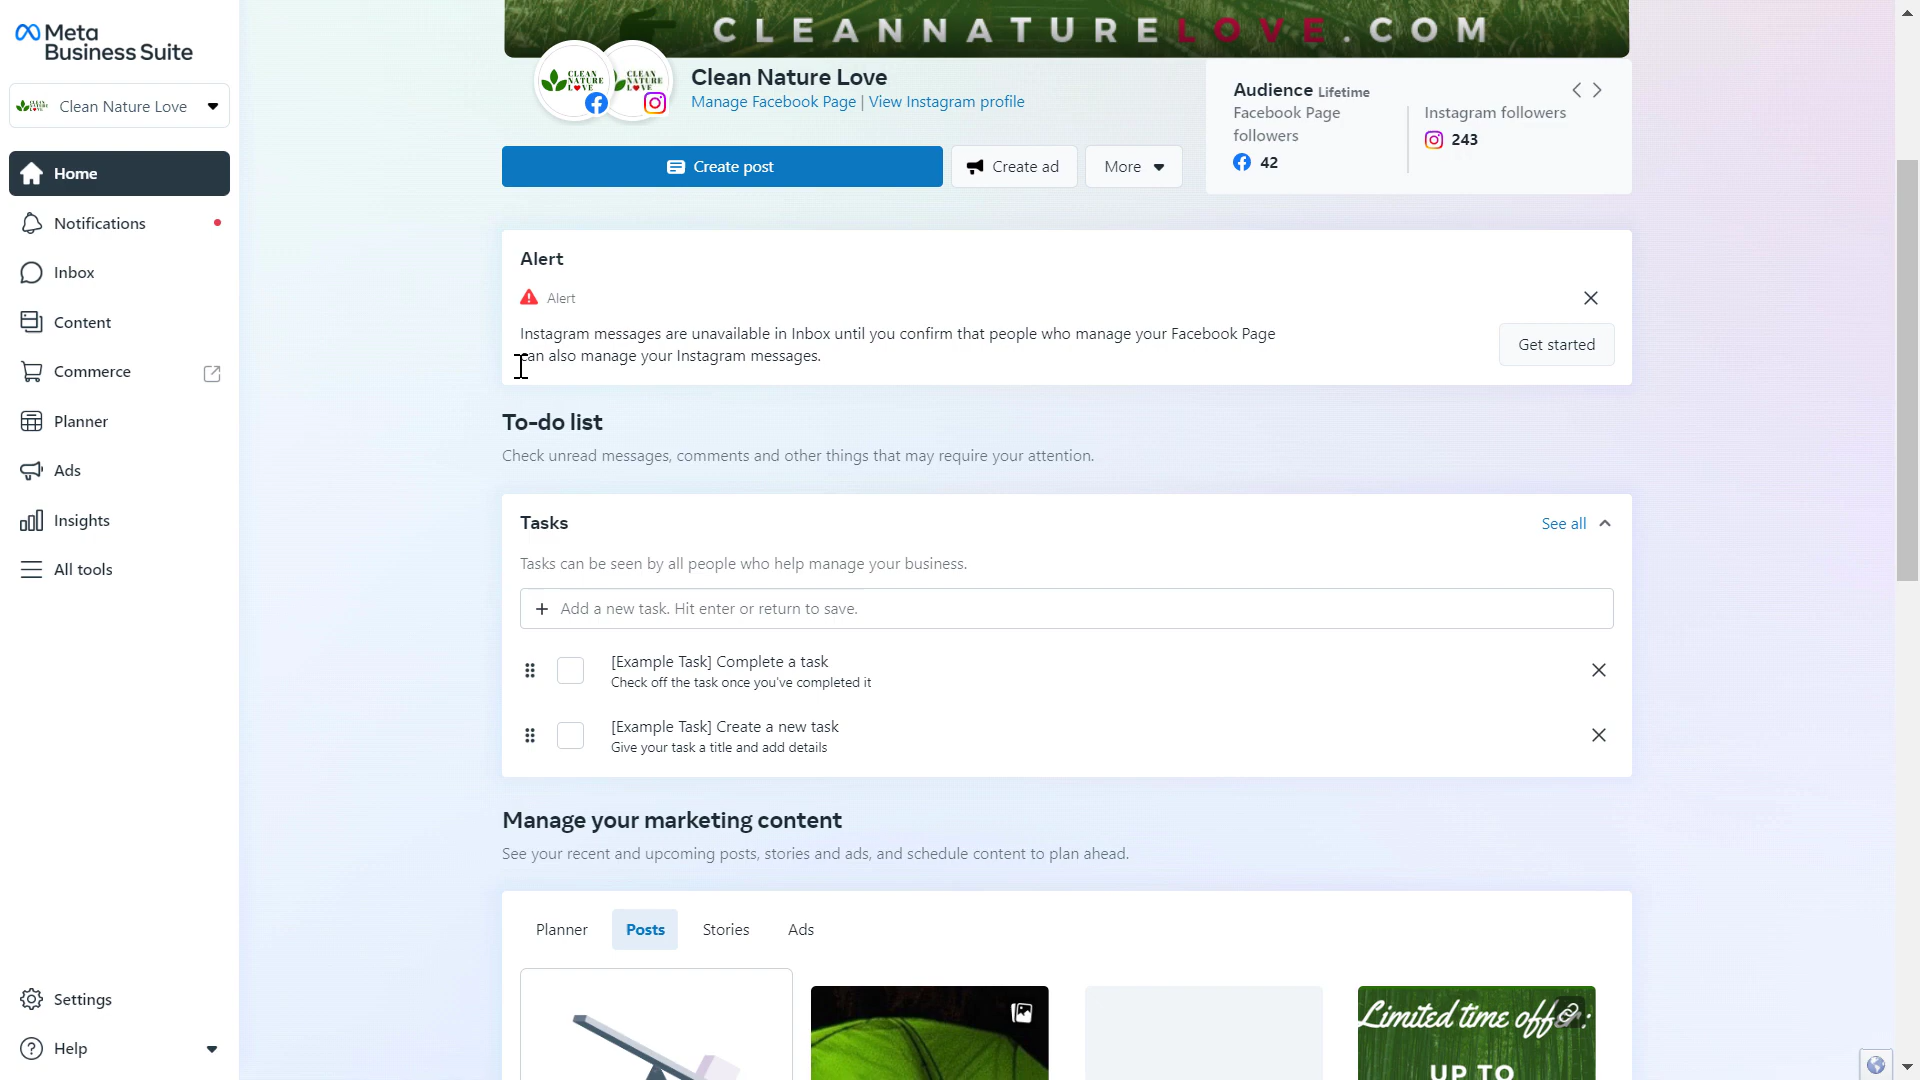 CLEANNATURELOVE.COM
Meta
Business Suite
Clean Nature Love
Home
Notifications
Inbox
Content
Commerce
Planner
Ads
Insights
All tools
Settings
Help
CLEAN
NATURE
LOVE
CLEAN
NATURE
LOVE
Clean Nature Love
Manage Facebook Page | View Instagram profile
Create post
Create ad
More
Audience Lifetime
Facebook Page
followers
42
Instagram followers
243
Alert
Alert
Instagram messages are unavailable in Inbox until you confirm that people who manage your Facebook Page
can also manage your Instagram messages.
Get started
To-do list
Check unread messages, comments and other things that may require your attention.
Tasks
See all
Tasks can be seen by all people who help manage your business.
Add a new task. Hit enter or return to save.
[Example Task] Complete a task
Check off the task once you've completed it
[Example Task] Create a new task
Give your task a title and add details
Manage your marketing content
See your recent and upcoming posts, stories and ads, and schedule content to plan ahead.
Planner
Posts
Stories
Ads
Limited time offer:
UP TO